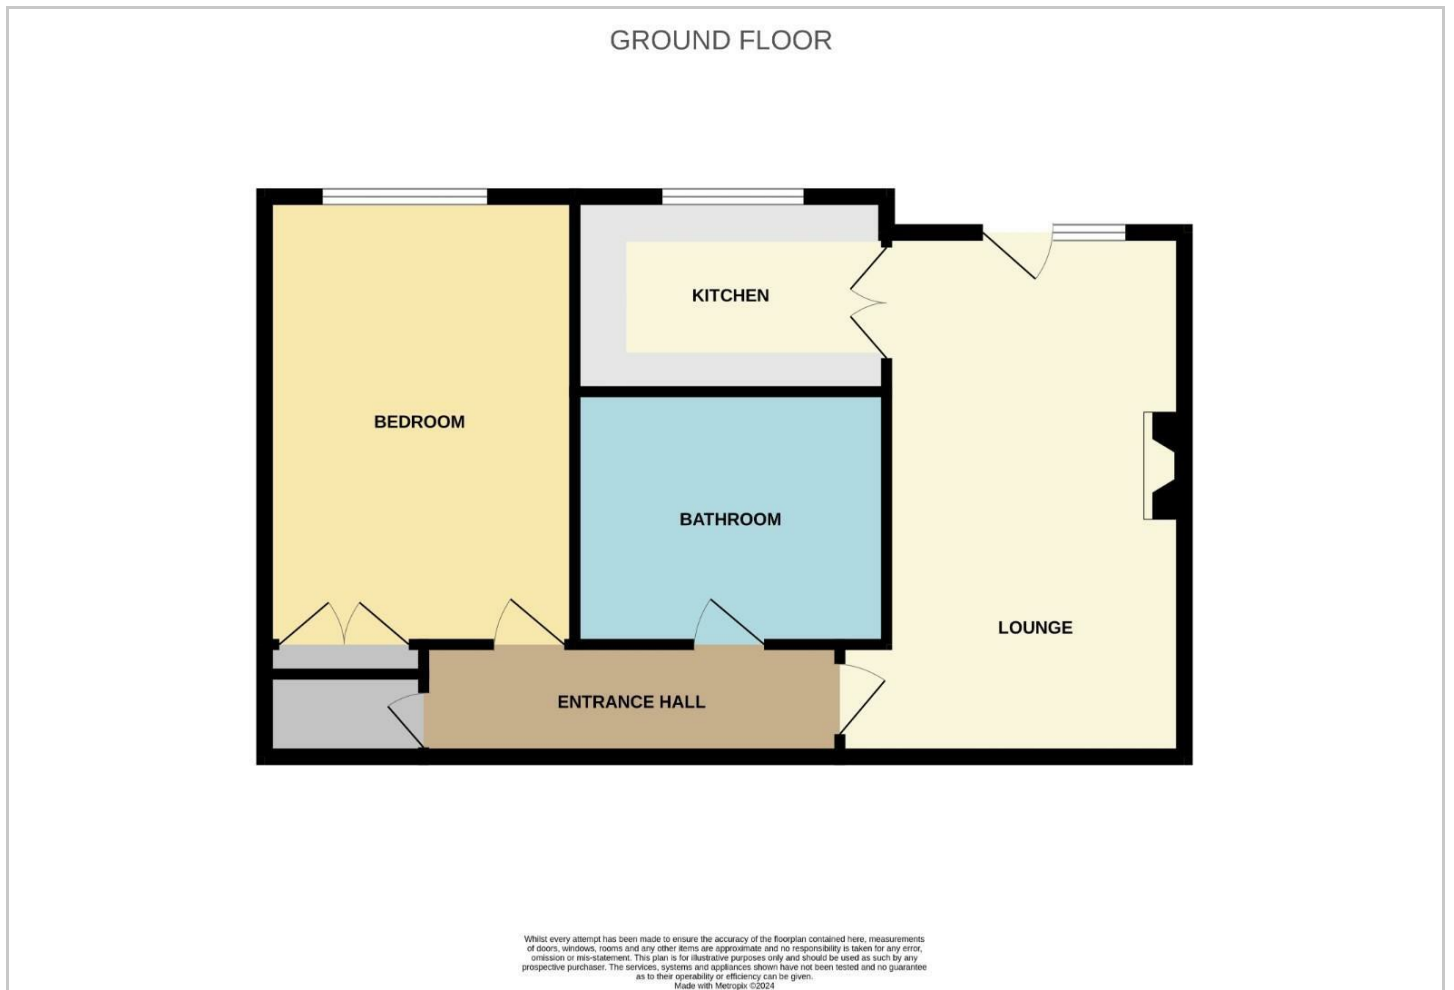 GROUND FLOOR
KITCHEN
BEDROOM
BATHROOM
LOUNGE
ENTRANCE HALL
Whilst every attempt has been made to ensure the accuracy of the floorplan contained here, measurements
of doors, windows, rooms and any other items are approximate and no responsibility is taken for any error,
omission or mis-statement. This plan is for illustrative purposes only and should be used as such by any
prospective purchaser. The services, systems and appliances shown have not been tested and no guarantee
as to their operability or efficiency can be given.
Made with Metropix ©2024